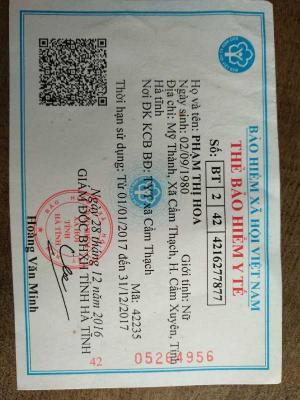 BẢO HIỂM XÃ HỘI VIỆT NAM
THẺ BẢO HIỂM Y TẾ
Số: BT 2 42 4216277877
Họ và tên: PHẠM THỊ HOA
Ngày sinh: 02/09/1980 Giới tính: Nữ
Địa chỉ: Mỹ Thành, Xã Cẩm Thạch, H. Cẩm Xuyên, Tỉnh
Hà tĩnh
Nơi ĐK KCB BĐ: TYT xã Cẩm Thạch
Mã: 42235
Thời hạn sử dụng: Từ 01/01/2017 đến 31/12/2017
Ngày 28 tháng 12 năm 2016
GIÁM ĐỐC BHXH TỈNH HÀ TĨNH
HÀ TĨNH
Hoàng Văn Minh
42
05204956